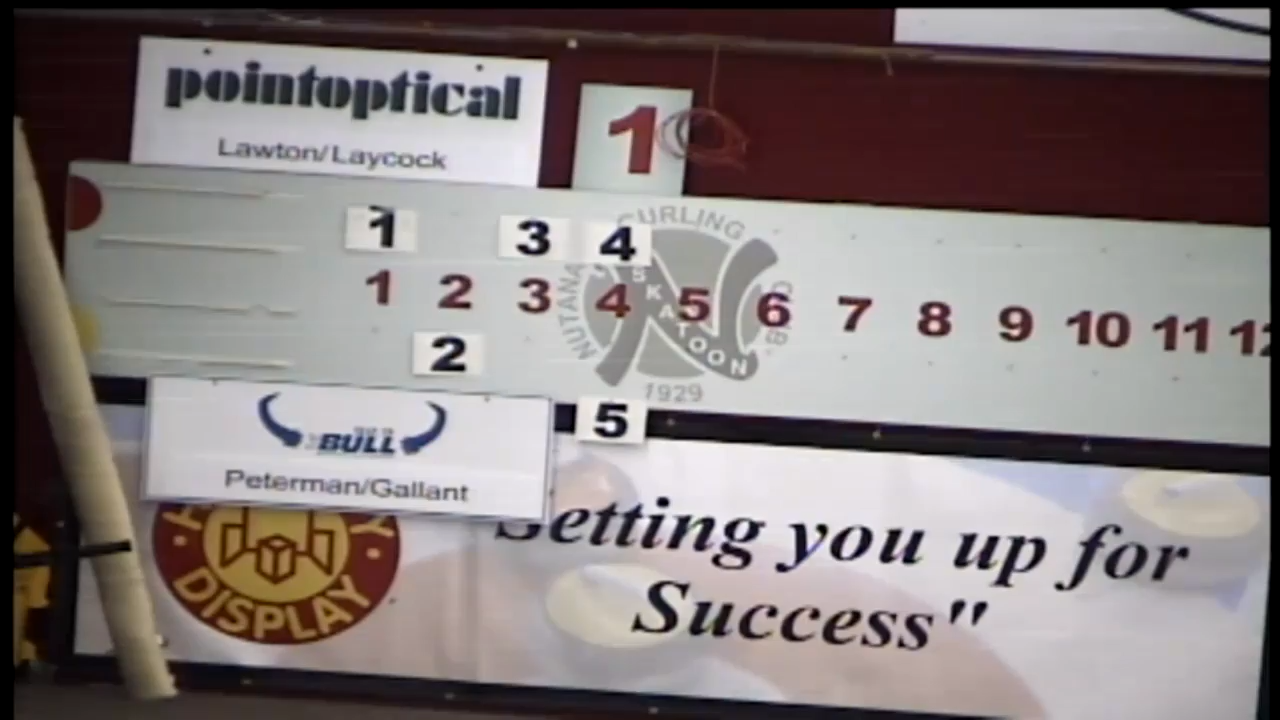 pointoptical
Lawton/Laycock
1
1 3 4
1 2 3 4 5 6 7 8 9 10 11 12
2
CURLING
NUTANA
SKATOON
1929
5
BULL
Peterman/Gallant
DISPLAY
Setting you up for
Success"